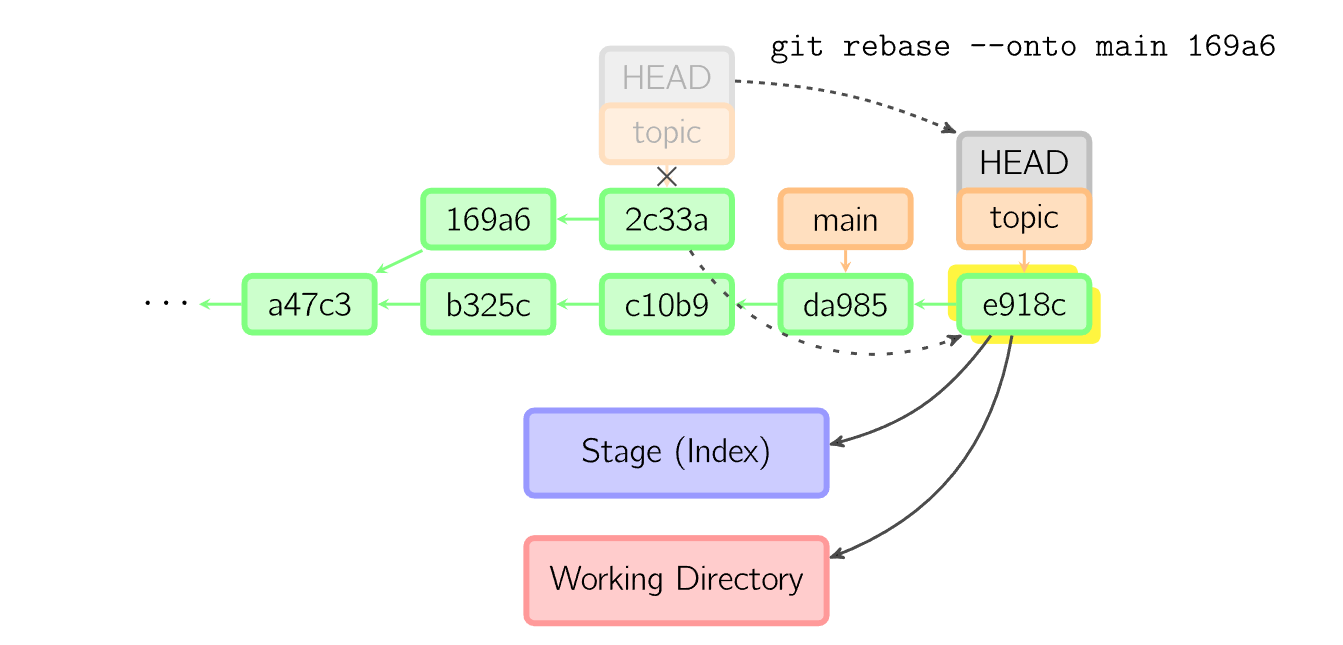 git rebase --onto main 169a6
HEAD
topic
HEAD
169a6
2c33a
main
topic
...
a47c3
b325c
c10b9
da985
e918c
Stage (Index)
Working Directory